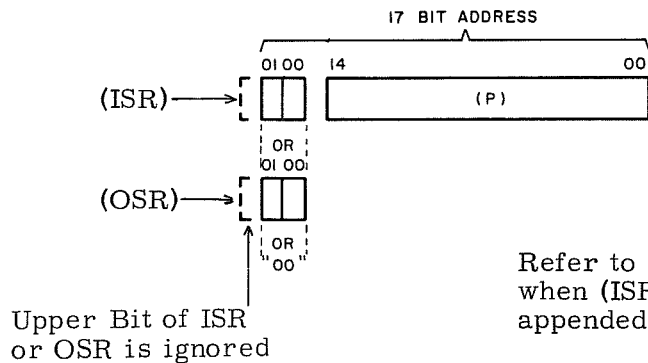 17 BIT ADDRESS
01 00 14 00
(ISR) (P)
OR
01 00
(OSR)
OR
"00"
Refer to
when (ISR
appended
Upper Bit of ISR
or OSR is ignored